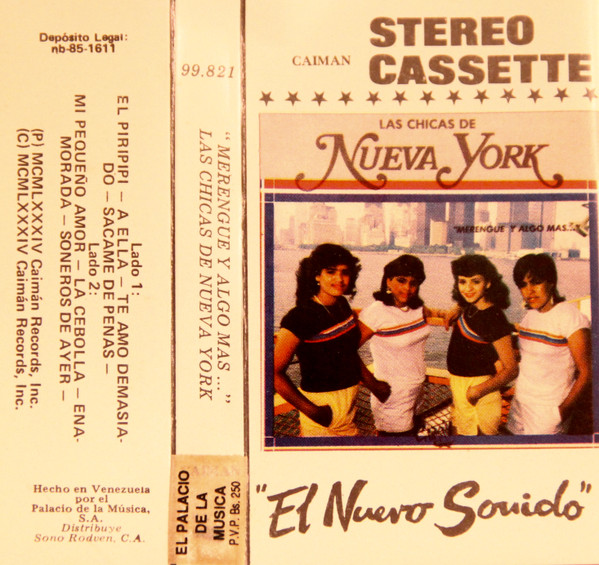 Depósito Legal:
nb-85-1611
Lado 1:
EL PIRIPIPI — A ELLA — TE AMO DEMASIA-
DO — SACAME DE PENAS —
Lado 2:
MI PEQUEÑO AMOR — LA CEBOLLA — ENA-
MORADA — SONEROS DE AYER —
(P) MCMLXXXIV Caimán Records, Inc.
(C) MCMLXXXIV Caimán Records, Inc.
Hecho en Venezuela
por el
Palacio de la Música,
S.A.
Distribuye
Sono Rodven, C.A.
99.821
"MERENGUE Y ALGO MAS ..."
LAS CHICAS DE NUEVA YORK
EL PALACIO
DE LA
MUSICA
P.V.P. Bs. 250
CAIMAN
STEREO
CASSETTE
LAS CHICAS DE
NUEVA YORK
"MERENGUE Y ALGO MAS...
"El Nuevo Sonido"